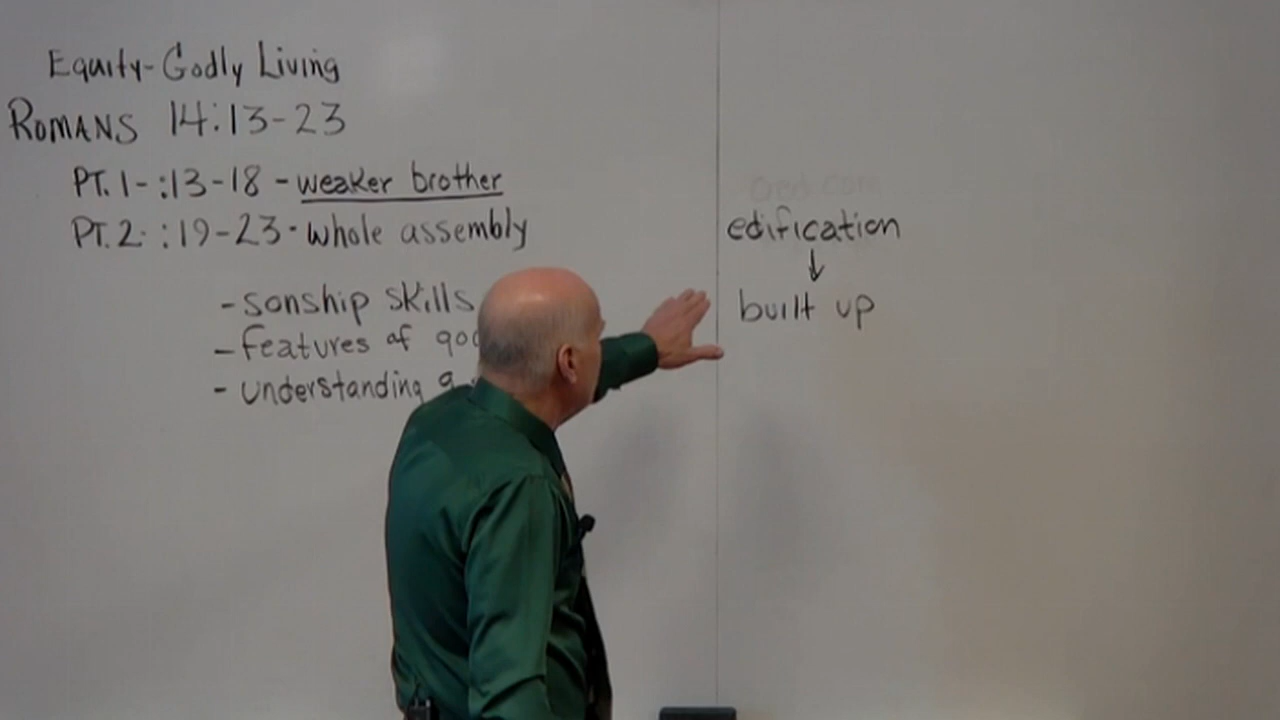 Equity-Godly Living
ROMANS 14:13-23
PT. 1- :13-18 - weaker brother
PT. 2 · :19-23 · whole assembly
- sonship skills
- features of
- understanding
edification
↓
built up